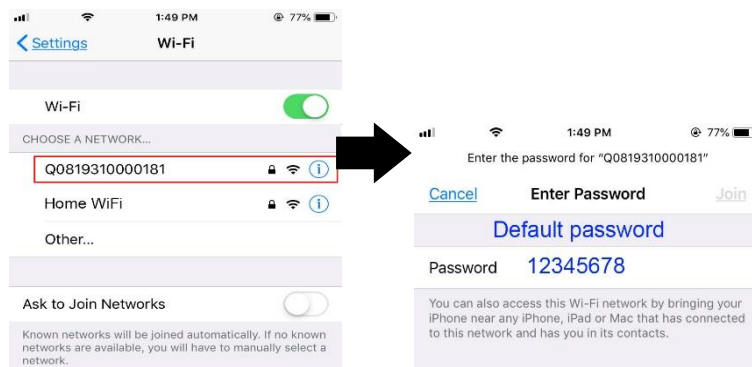 1:49 PM
77%
Settings
Wi-Fi
Wi-Fi
CHOOSE A NETWORK...
Q0819310000181
Home WiFi
Other...
Ask to Join Networks
Known networks will be joined automatically. If no known
networks are available, you will have to manually select a
network.
1:49 PM
77%
Enter the password for “Q0819310000181”
Cancel
Enter Password
Join
Default password
Password 12345678
You can also access this Wi-Fi network by bringing your
iPhone near any iPhone, iPad or Mac that has connected
to this network and has you in its contacts.